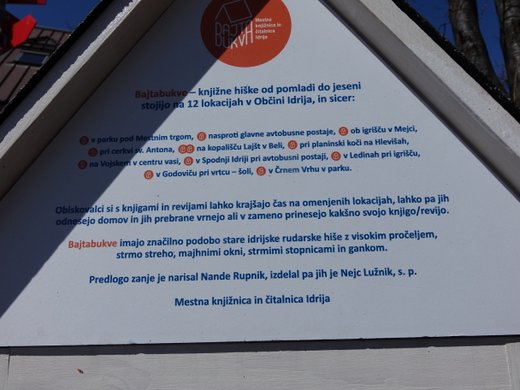 BAJTA
BUKVA
Mestna
knjižnica in
čitalnica
Idrija
Bajtabukve – knjižne hiške od pomladi do jeseni
stojijo na 12 lokacijah v Občini Idrija, in sicer:
v parku pod Mestnim trgom, nasproti glavne avtobusne postaje, ob igrišču v Mejci,
pri cerkvi sv. Antona, na kopališču Lajšt v Beli, pri planinski koči na Hlevišah,
na Vojskem v centru vasi, v Spodnji Idriji pri avtobusni postaji, v Ledinah pri igrišču,
v Godoviču pri vrtcu – šoli, v Črnem Vrhu v parku.
Obiskovalci si s knjigami in revijami lahko krajšajo čas na omenjenih lokacijah, lahko pa jih
odnesejo domov in jih prebrane vrnejo ali v zameno prinesejo kakšno svojo knjigo/revijo.
Bajtabukve imajo značilno podobo stare idrijske rudarske hiše z visokim pročeljem,
strmo streho, majhnimi okni, strmimi stopnicami in gankom.
Predlogo zanje je narisal Nande Rupnik, izdelal pa jih je Nejc Lužnik, s. p.
Mestna knjižnica in čitalnica Idrija